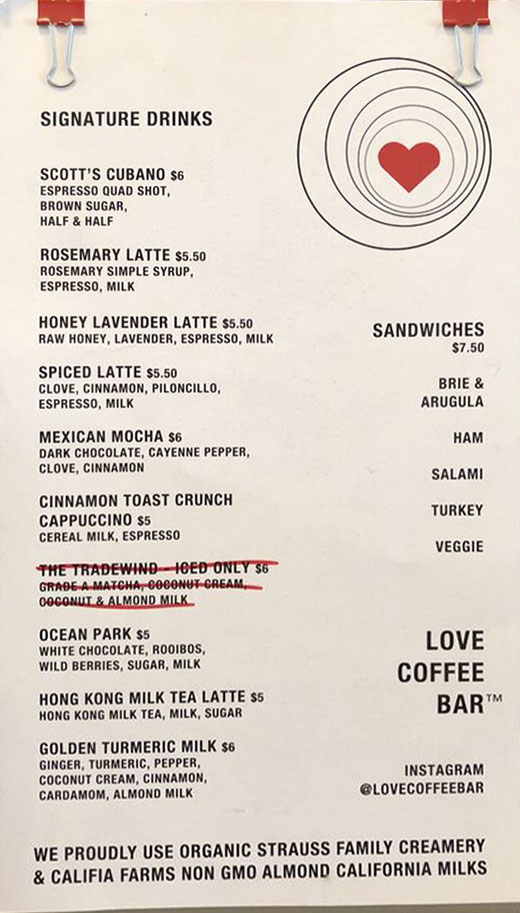 SIGNATURE DRINKS
SCOTT'S CUBANO $6
ESPRESSO QUAD SHOT,
BROWN SUGAR,
HALF & HALF
ROSEMARY LATTE $5.50
ROSEMARY SIMPLE SYRUP,
ESPRESSO, MILK
HONEY LAVENDER LATTE $5.50
RAW HONEY, LAVENDER, ESPRESSO, MILK
SPICED LATTE $5.50
CLOVE, CINNAMON, PILONCILLO,
ESPRESSO, MILK
MEXICAN MOCHA $6
DARK CHOCOLATE, CAYENNE PEPPER,
CLOVE, CINNAMON
CINNAMON TOAST CRUNCH
CAPPUCCINO $5
CEREAL MILK, ESPRESSO
THE TRADEWIND - ICED ONLY $6
GRADE A MATCHA, COCONUT CREAM,
COCONUT & ALMOND MILK
OCEAN PARK $5
WHITE CHOCOLATE, ROOIBOS,
WILD BERRIES, SUGAR, MILK
HONG KONG MILK TEA LATTE $5
HONG KONG MILK TEA, MILK, SUGAR
GOLDEN TURMERIC MILK $6
GINGER, TURMERIC, PEPPER,
COCONUT CREAM, CINNAMON,
CARDAMOM, ALMOND MILK
SANDWICHES
$7.50
BRIE &
ARUGULA
HAM
SALAMI
TURKEY
VEGGIE
LOVE
COFFEE
BAR™
INSTAGRAM
@LOVECOFFEEBAR
WE PROUDLY USE ORGANIC STRAUSS FAMILY CREAMERY
& CALIFIA FARMS NON GMO ALMOND CALIFORNIA MILKS